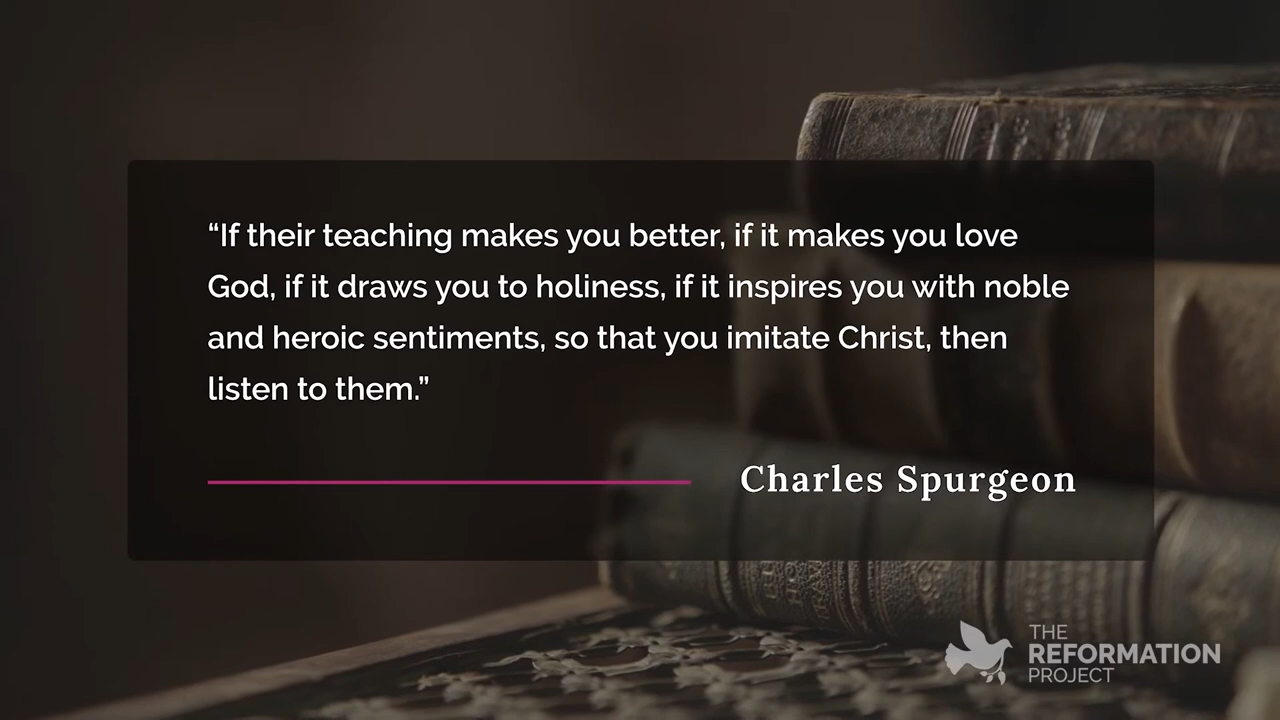 “If their teaching makes you better, if it makes you love
God, if it draws you to holiness, if it inspires you with noble
and heroic sentiments, so that you imitate Christ, then
listen to them.”
Charles Spurgeon
THE
REFORMATION
PROJECT